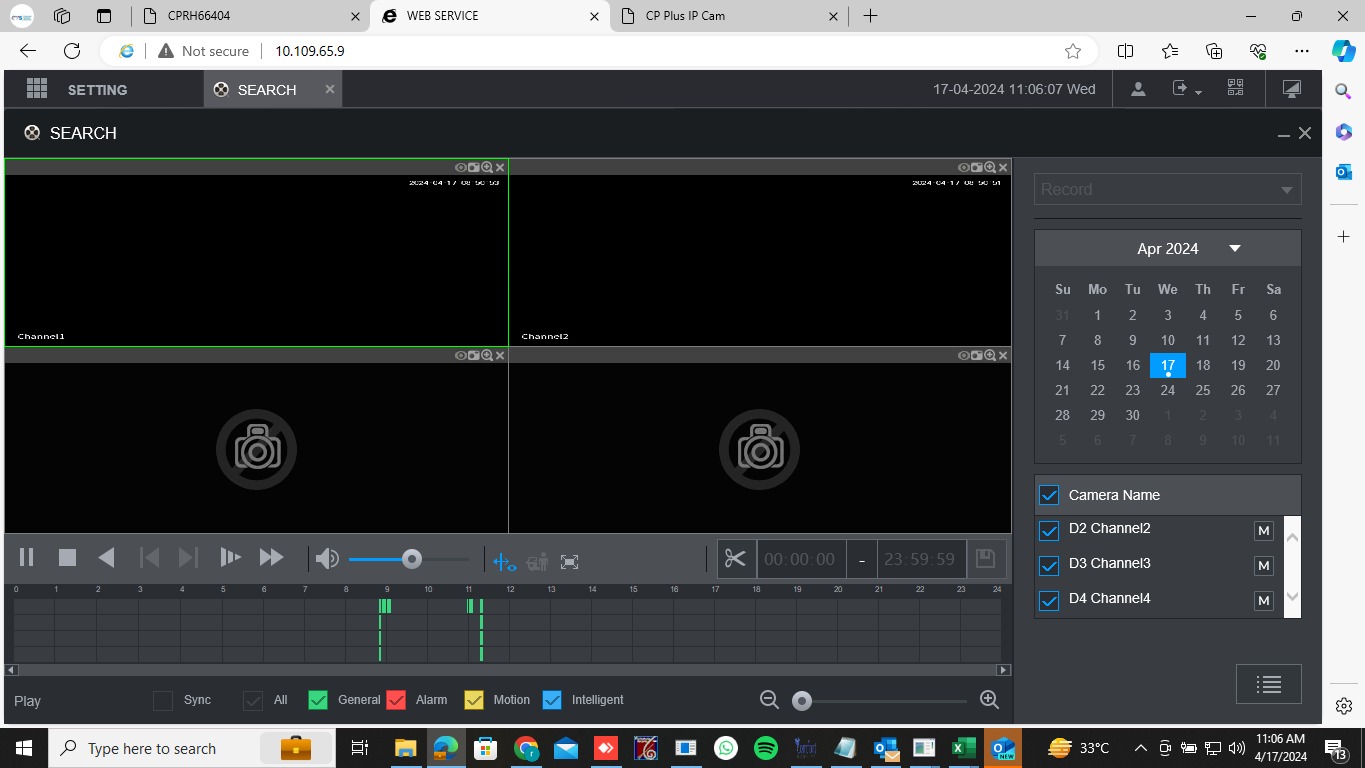 CPRH66404
WEB SERVICE
CP Plus IP Cam
Not secure
10.109.65.9
SETTING
SEARCH
17-04-2024 11:06:07 Wed
SEARCH
2024-04-17 08:50:53
2024-04-17 08:50:51
Channel1
Channel2
Record
Apr 2024
Su Mo Tu We Th Fr Sa
31 1 2 3 4 5 6
7 8 9 10 11 12 13
14 15 16 17 18 19 20
21 22 23 24 25 26 27
28 29 30 1 2 3 4
5 6 7 8 9 10 11
Camera Name
D2 Channel2 M
D3 Channel3 M
D4 Channel4 M
00:00:00 - 23:59:59
0 1 2 3 4 5 6 7 8 9 10 11 12 13 14 15 16 17 18 19 20 21 22 23 24
Play
Sync
All
General
Alarm
Motion
Intelligent
Type here to search
NEW
33°C
11:06 AM
4/17/2024
13